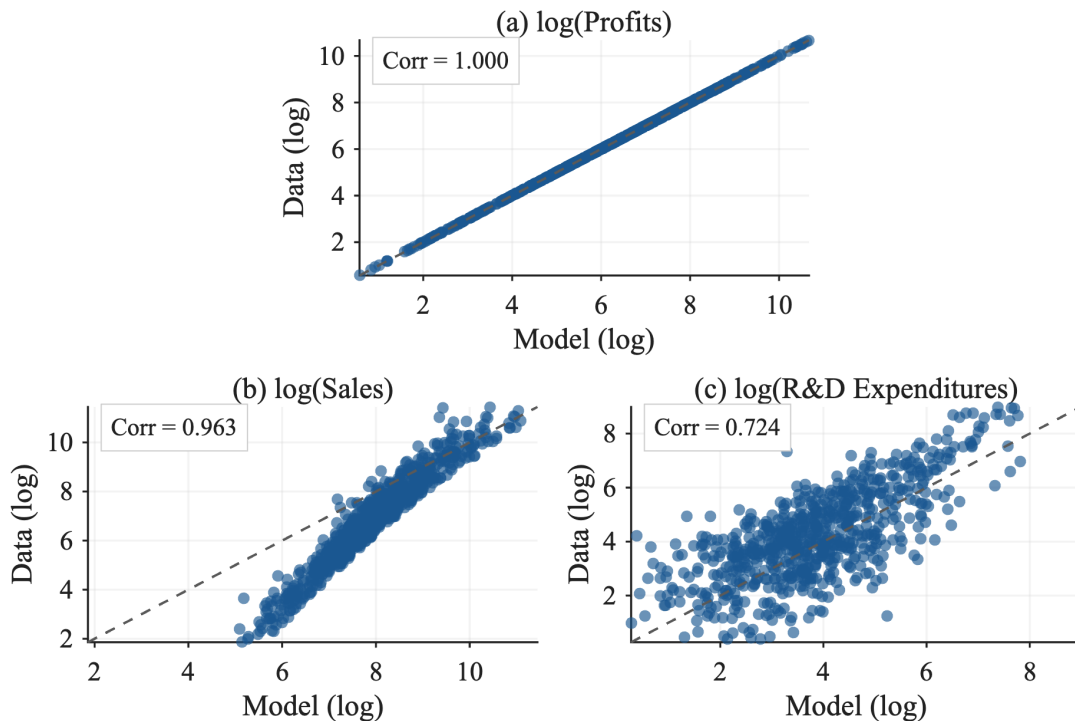 (a) log(Profits)
Corr = 1.000
Data (log)
10
8
6
4
2
2 4 6 8 10
Model (log)
(b) log(Sales)
Corr = 0.963
Data (log)
10
8
6
4
2
2 4 6 8 10
Model (log)
(c) log(R&D Expenditures)
Corr = 0.724
Data (log)
8
6
4
2
2 4 6 8
Model (log)